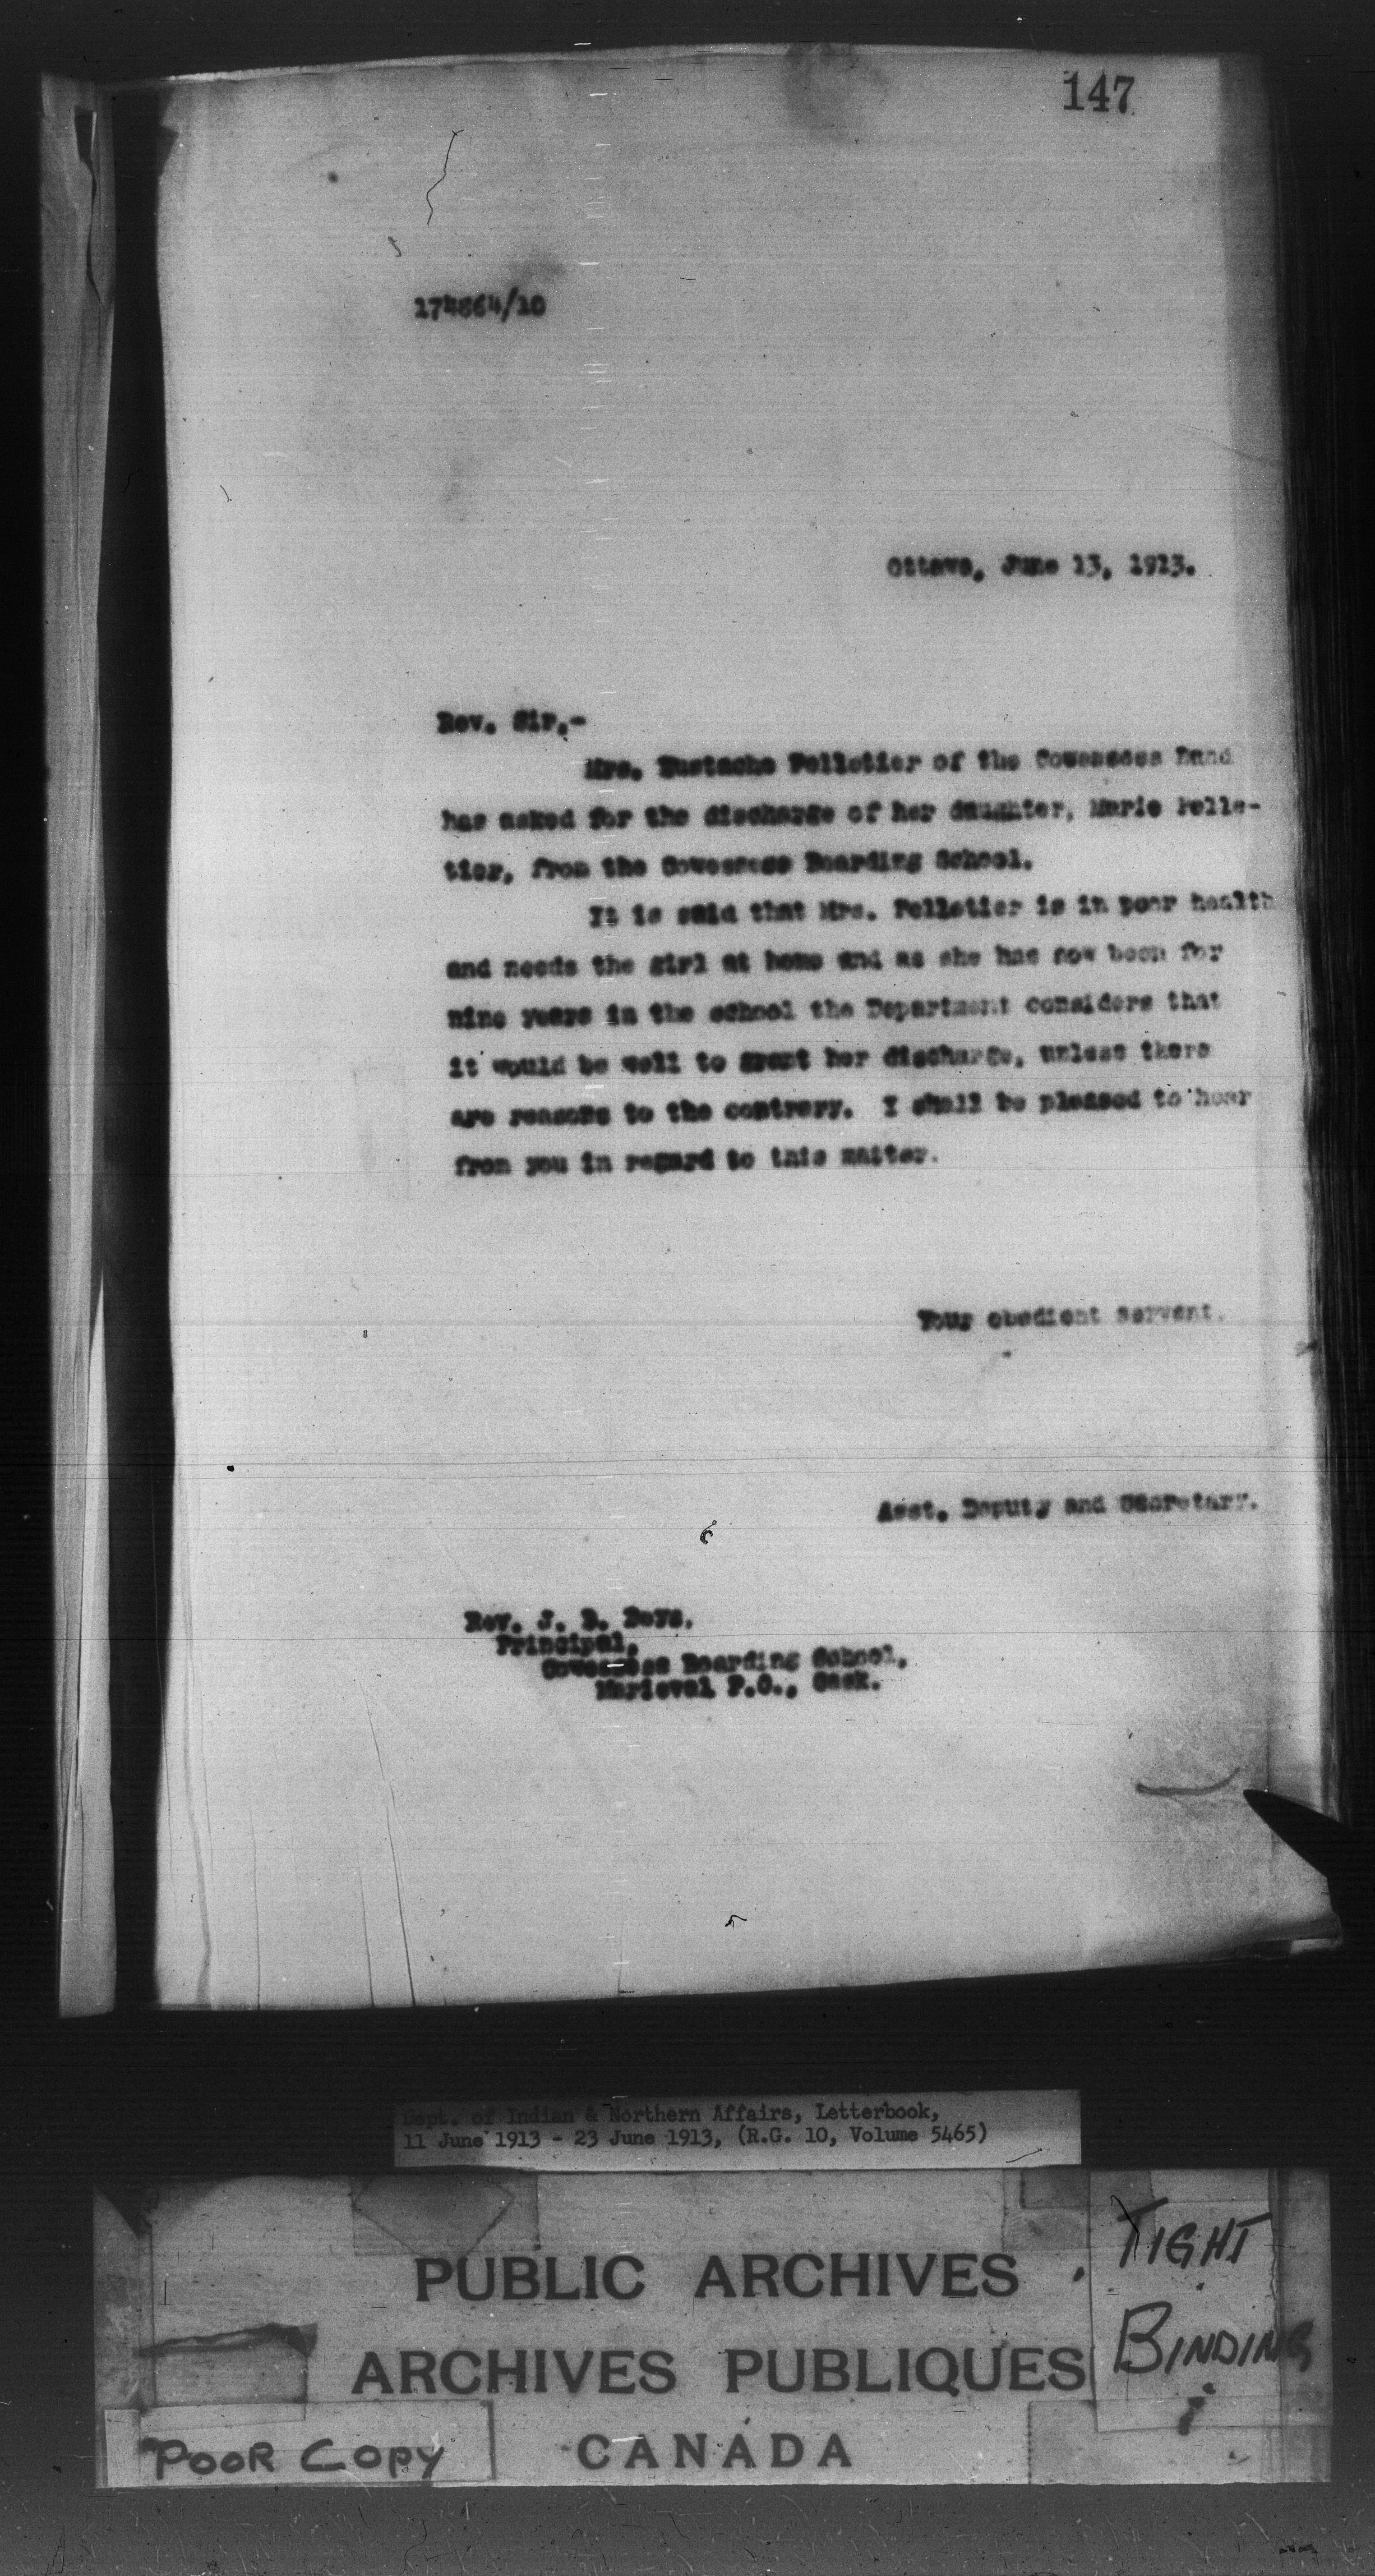 147
174864/10
Ottawa, June 13, 1913.
Rev. Sir,-
Mrs. Eustache Pelletier of the Cowessess Band
has asked for the discharge of her daughter, Marie Pelle-
tier, from the Cowessess Boarding School.
It is said that Mrs. Pelletier is in poor health
and needs the girl at home and as she has now been for
nine years in the school the Department considers that
it would be well to grant her discharge, unless there
are reasons to the contrary. I shall be pleased to hear
from you in regard to this matter.
Your obedient servant.
Asst. Deputy and Secretary.
Rev. J. B.
Principal,
Cowessess Boarding School,
Marieval P.O., Sask.
Dept. of Indian & Northern Affairs, Letterbook,
11 June 1913 - 23 June 1913, (R.G. 10, Volume 5465)
PUBLIC ARCHIVES
ARCHIVES PUBLIQUES
CANADA
TIGHT
BINDING
POOR COPY